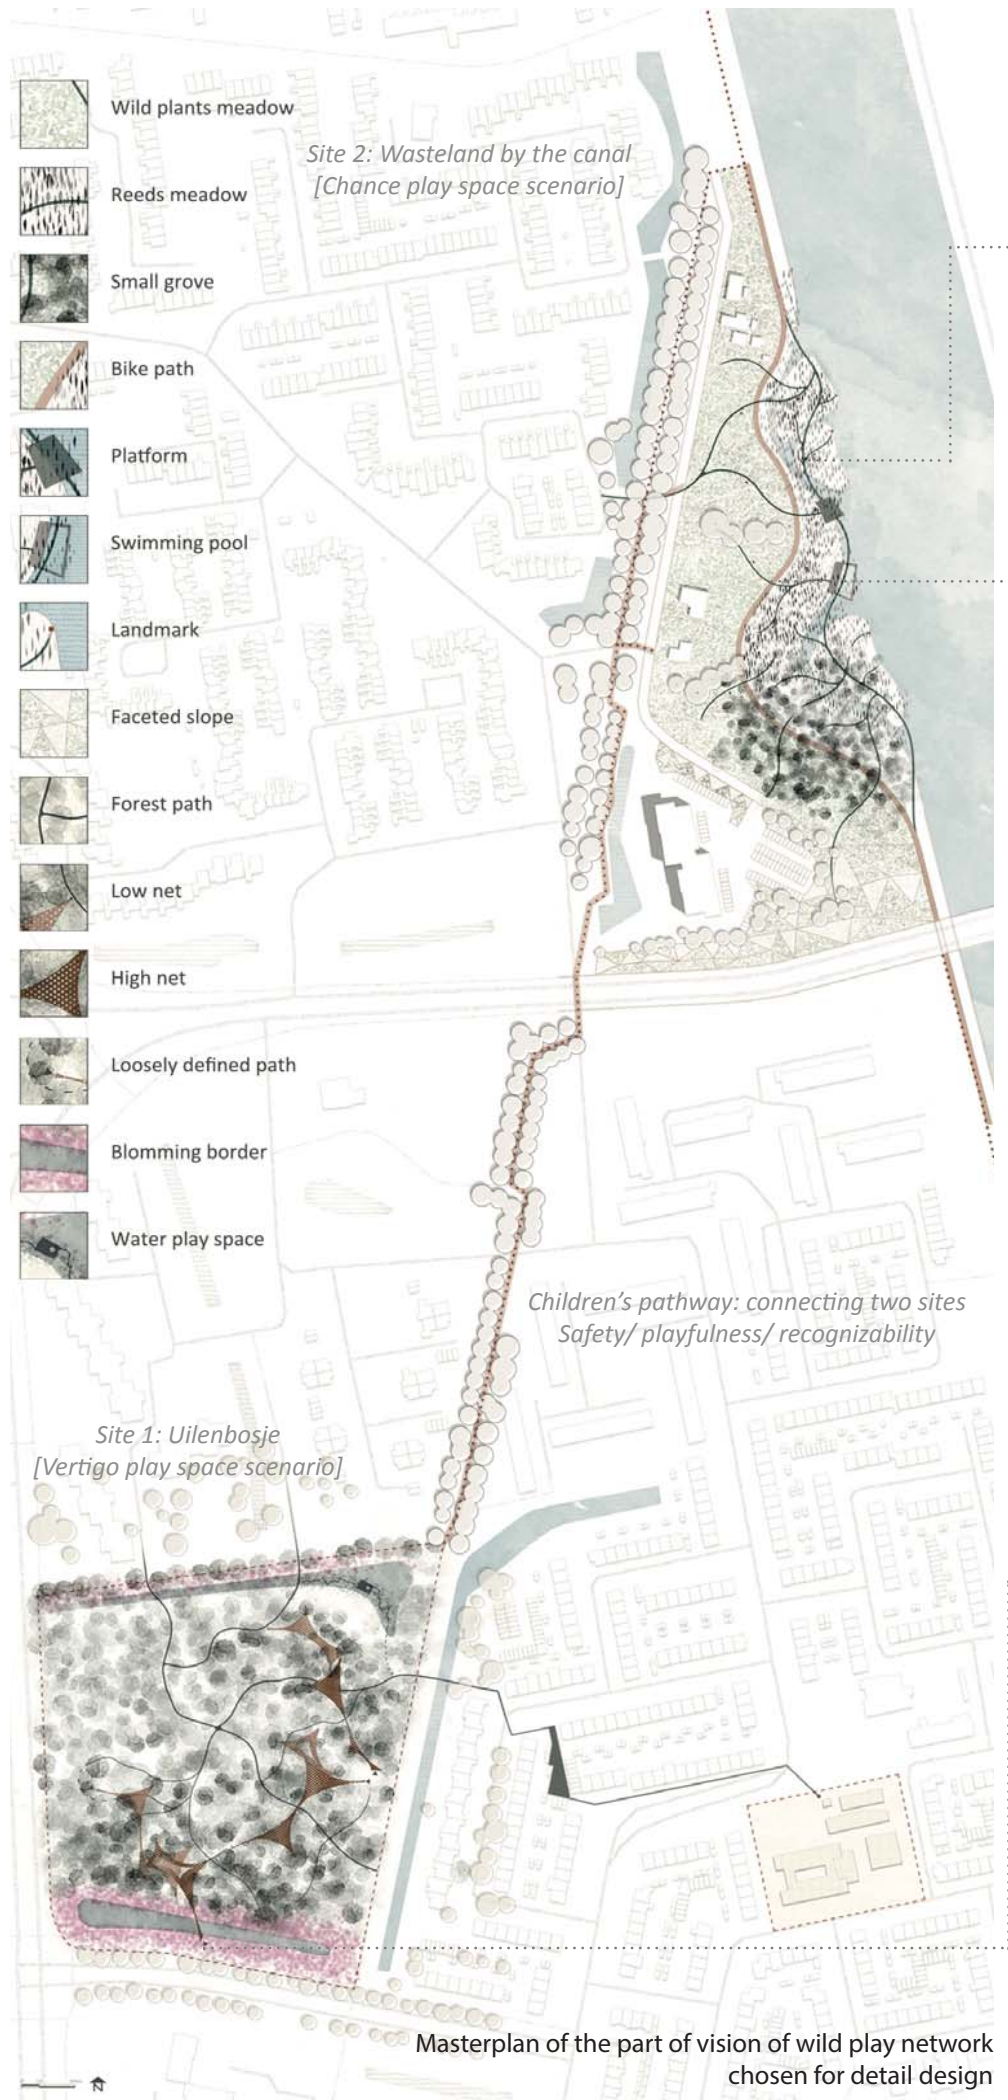 Wild plants meadow
Reeds meadow
Small grove
Bike path
Platform
Swimming pool
Landmark
Faceted slope
Forest path
Low net
High net
Loosely defined path
Blomming border
Water play space
Site 2: Wasteland by the canal
[Chance play space scenario]
Children's pathway: connecting two sites
Safety/ playfulness/ recognizability
Site 1: Uilenbosje
[Vertigo play space scenario]
Masterplan of the part of vision of wild play network
chosen for detail design